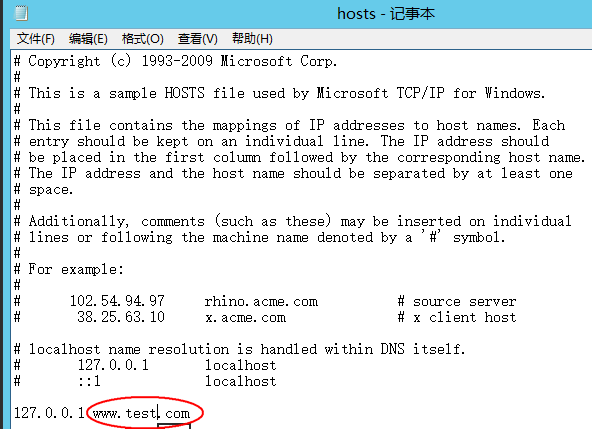 hosts - 记事本
文件(F) 编辑(E) 格式(O) 查看(V) 帮助(H)
# Copyright (c) 1993-2009 Microsoft Corp.
#
# This is a sample HOSTS file used by Microsoft TCP/IP for Windows.
#
# This file contains the mappings of IP addresses to host names. Each
# entry should be kept on an individual line. The IP address should
# be placed in the first column followed by the corresponding host name.
# The IP address and the host name should be separated by at least one
# space.
#
# Additionally, comments (such as these) may be inserted on individual
# lines or following the machine name denoted by a '#' symbol.
#
# For example:
#
#      102.54.94.97     rhino.acme.com          # source server
#       38.25.63.10     x.acme.com              # x client host

# localhost name resolution is handled within DNS itself.
#       127.0.0.1       localhost
#       ::1             localhost

127.0.0.1 www.test.com